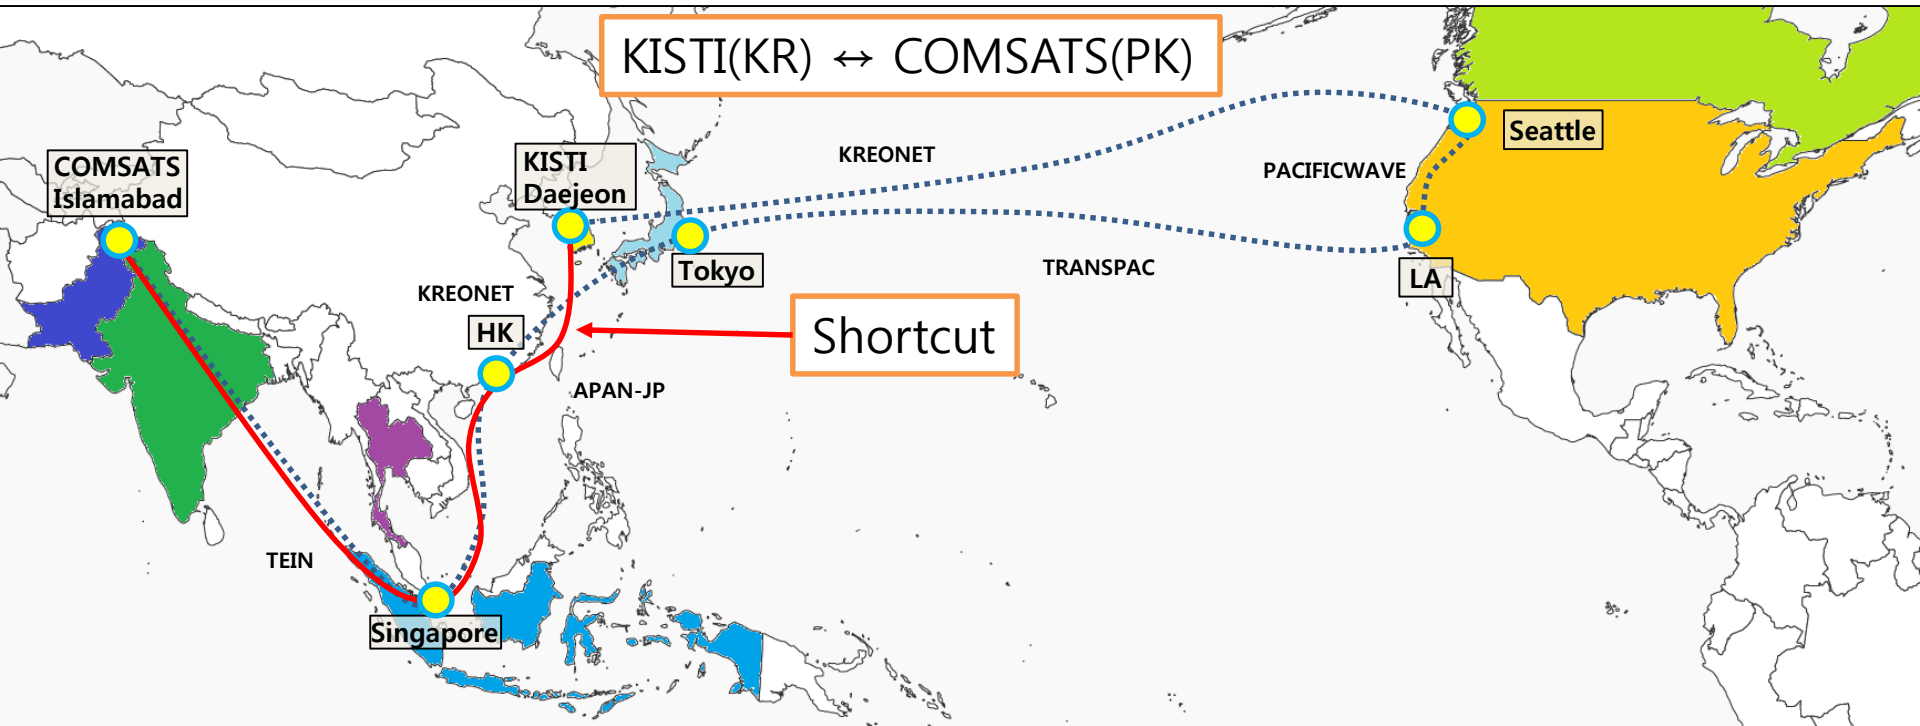 KISTI(KR) ↔ COMSATS(PK)
Seattle
KREONET
COMSATS
Islamabad
KISTI
Daejeon
PACIFICWAVE
Tokyo
TRANSPAC
LA
KREONET
HK
Shortcut
APAN-JP
TEIN
Singapore